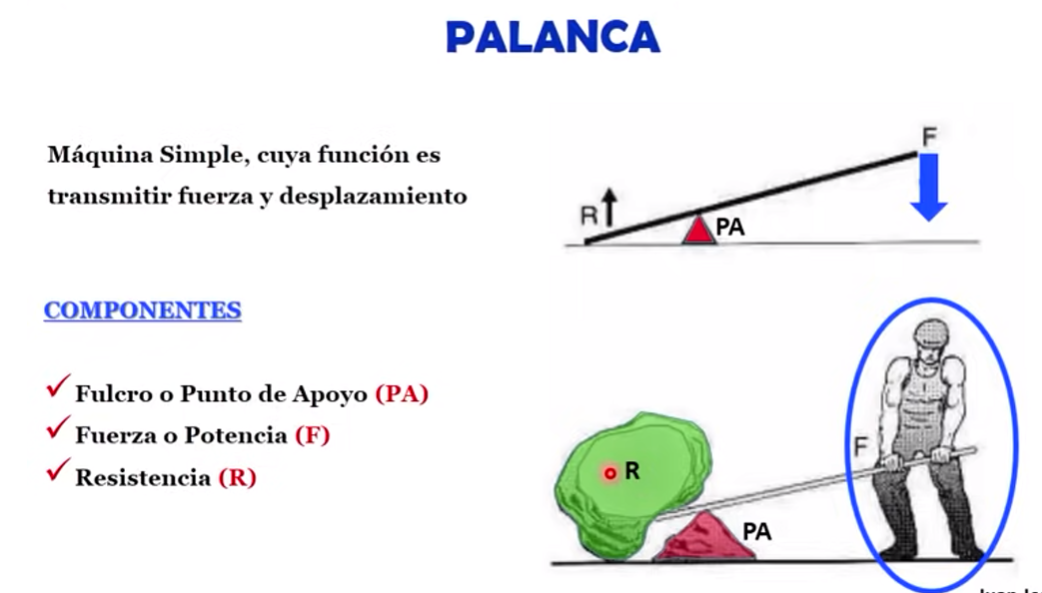 PALANCA
Máquina Simple, cuya función es
transmitir fuerza y desplazamiento
COMPONENTES
Fulcro o Punto de Apoyo (PA)
Fuerza o Potencia (F)
Resistencia (R)
F
R
PA
F
R
PA